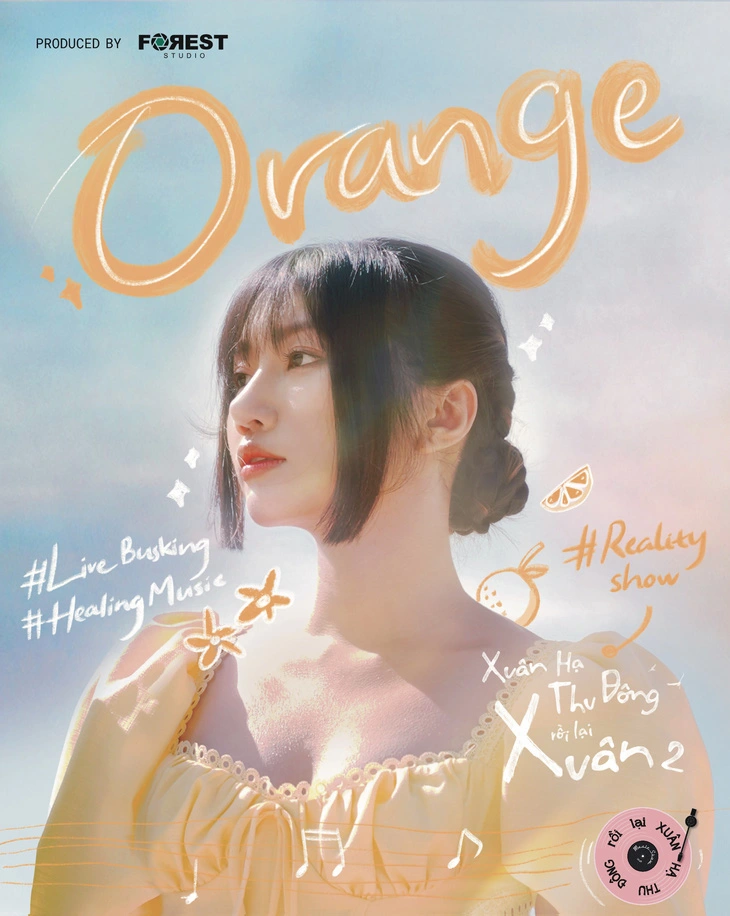 PRODUCED BY FOREST
STUDIO
Orange
#Live Busking
#Healing Music
#Reality
show
Xuân Hạ
Thu Đông
rồi lại
Xuân 2
XUÂN HẠ THU ĐÔNG rồi lại